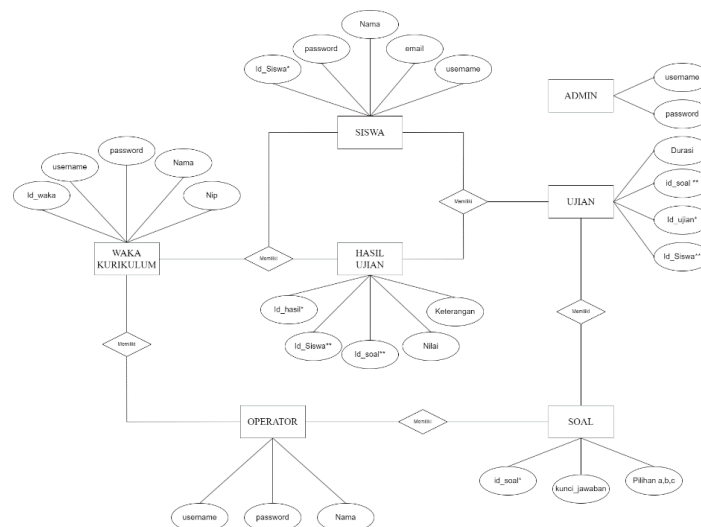 Nama
password
email
Id_Siswa*
username
SISWA
ADMIN
username
password
password
username
Nama
Id_waka
Nip
WAKA
KURIKULUM
Memiliki
HASIL
UJIAN
Memiliki
UJIAN
Durasi
id_soal **
Id_ujian*
Id_Siswa**
Id_hasil*
Keterangan
Id_Siswa**
Id_soal**
Nilai
Memiliki
Memiliki
OPERATOR
Memiliki
SOAL
username
password
Nama
id_soal*
kunci_jawaban
Pilihan a,b,c